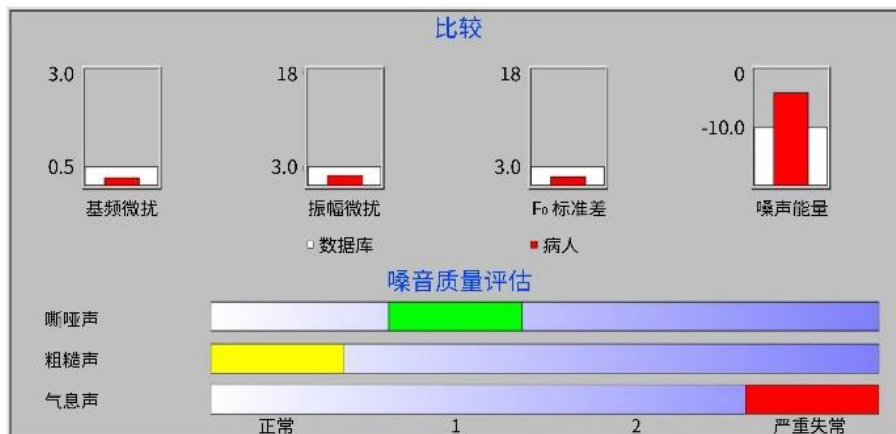 比较
3.0 18 18 0
-10.0
0.5 3.0 3.0
基频微扰 振幅微扰 F₀ 标准差 嗓声能量
数据库 病人
嗓音质量评估
嘶哑声
粗糙声
气息声
正常 1 2 严重失常